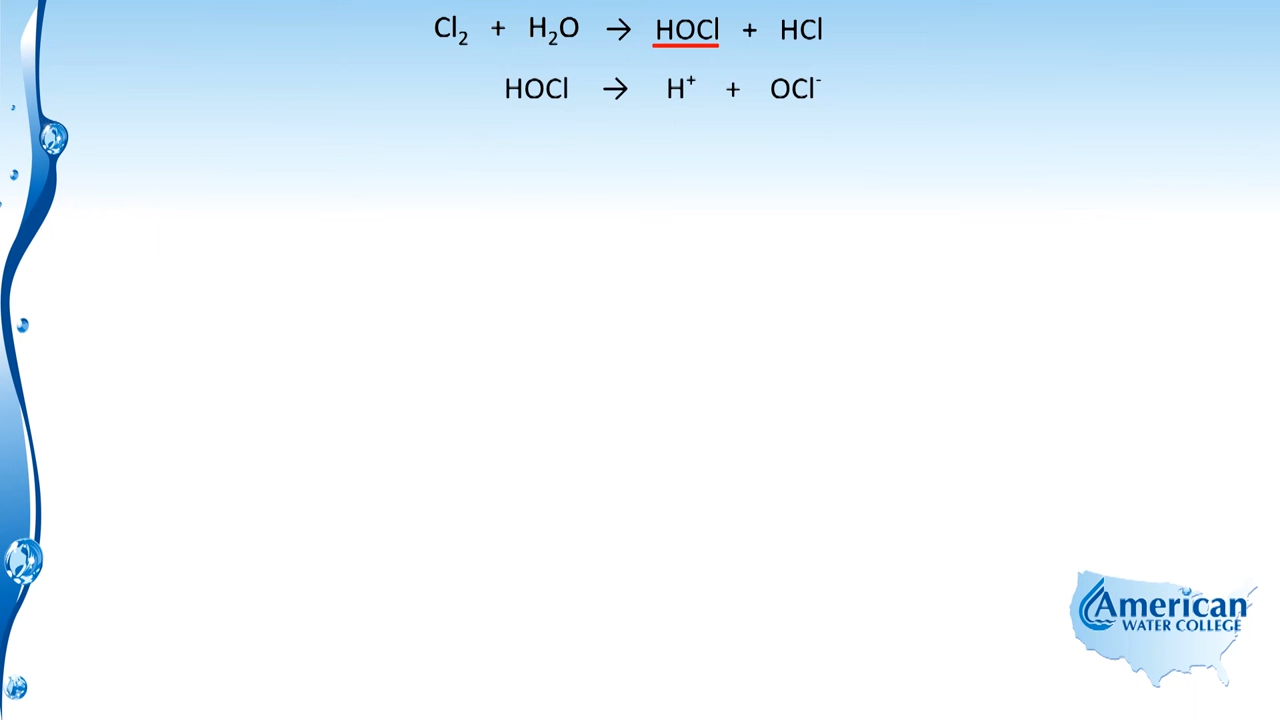 Cl₂ + H₂O → HOCl + HCl
HOCl → H⁺ + OCl⁻
American
WATER COLLEGE